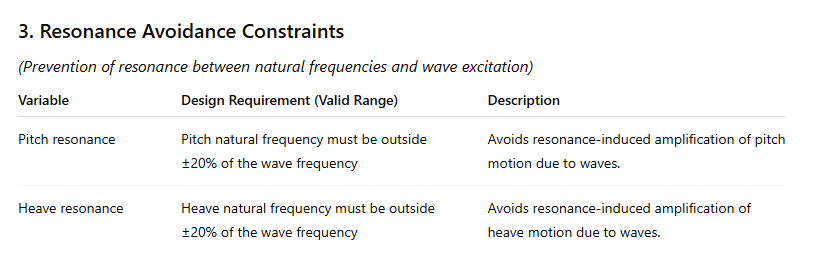 3. Resonance Avoidance Constraints
(Prevention of resonance between natural frequencies and wave excitation)
Variable Design Requirement (Valid Range) Description
Pitch resonance Pitch natural frequency must be outside Avoids resonance-induced amplification of pitch
±20% of the wave frequency motion due to waves.
Heave resonance Heave natural frequency must be outside Avoids resonance-induced amplification of
±20% of the wave frequency heave motion due to waves.